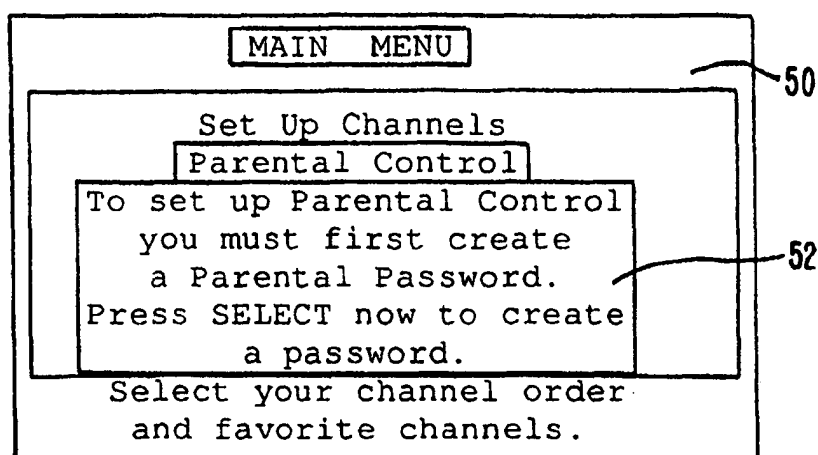 MAIN MENU
50
Set Up Channels
Parental Control
To set up Parental Control
you must first create
a Parental Password.
52
Press SELECT now to create
a password.
Select your channel order
and favorite channels.